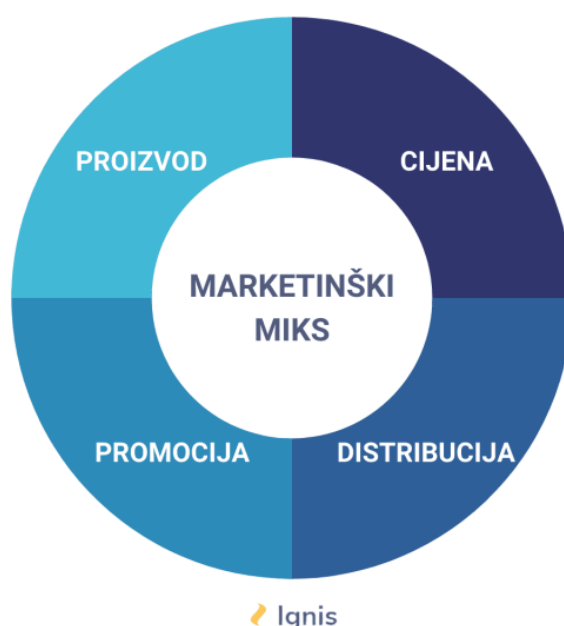 PROIZVOD
CIJENA
MARKETINŠKI
MIKS
PROMOCIJA
DISTRIBUCIJA
Ignis